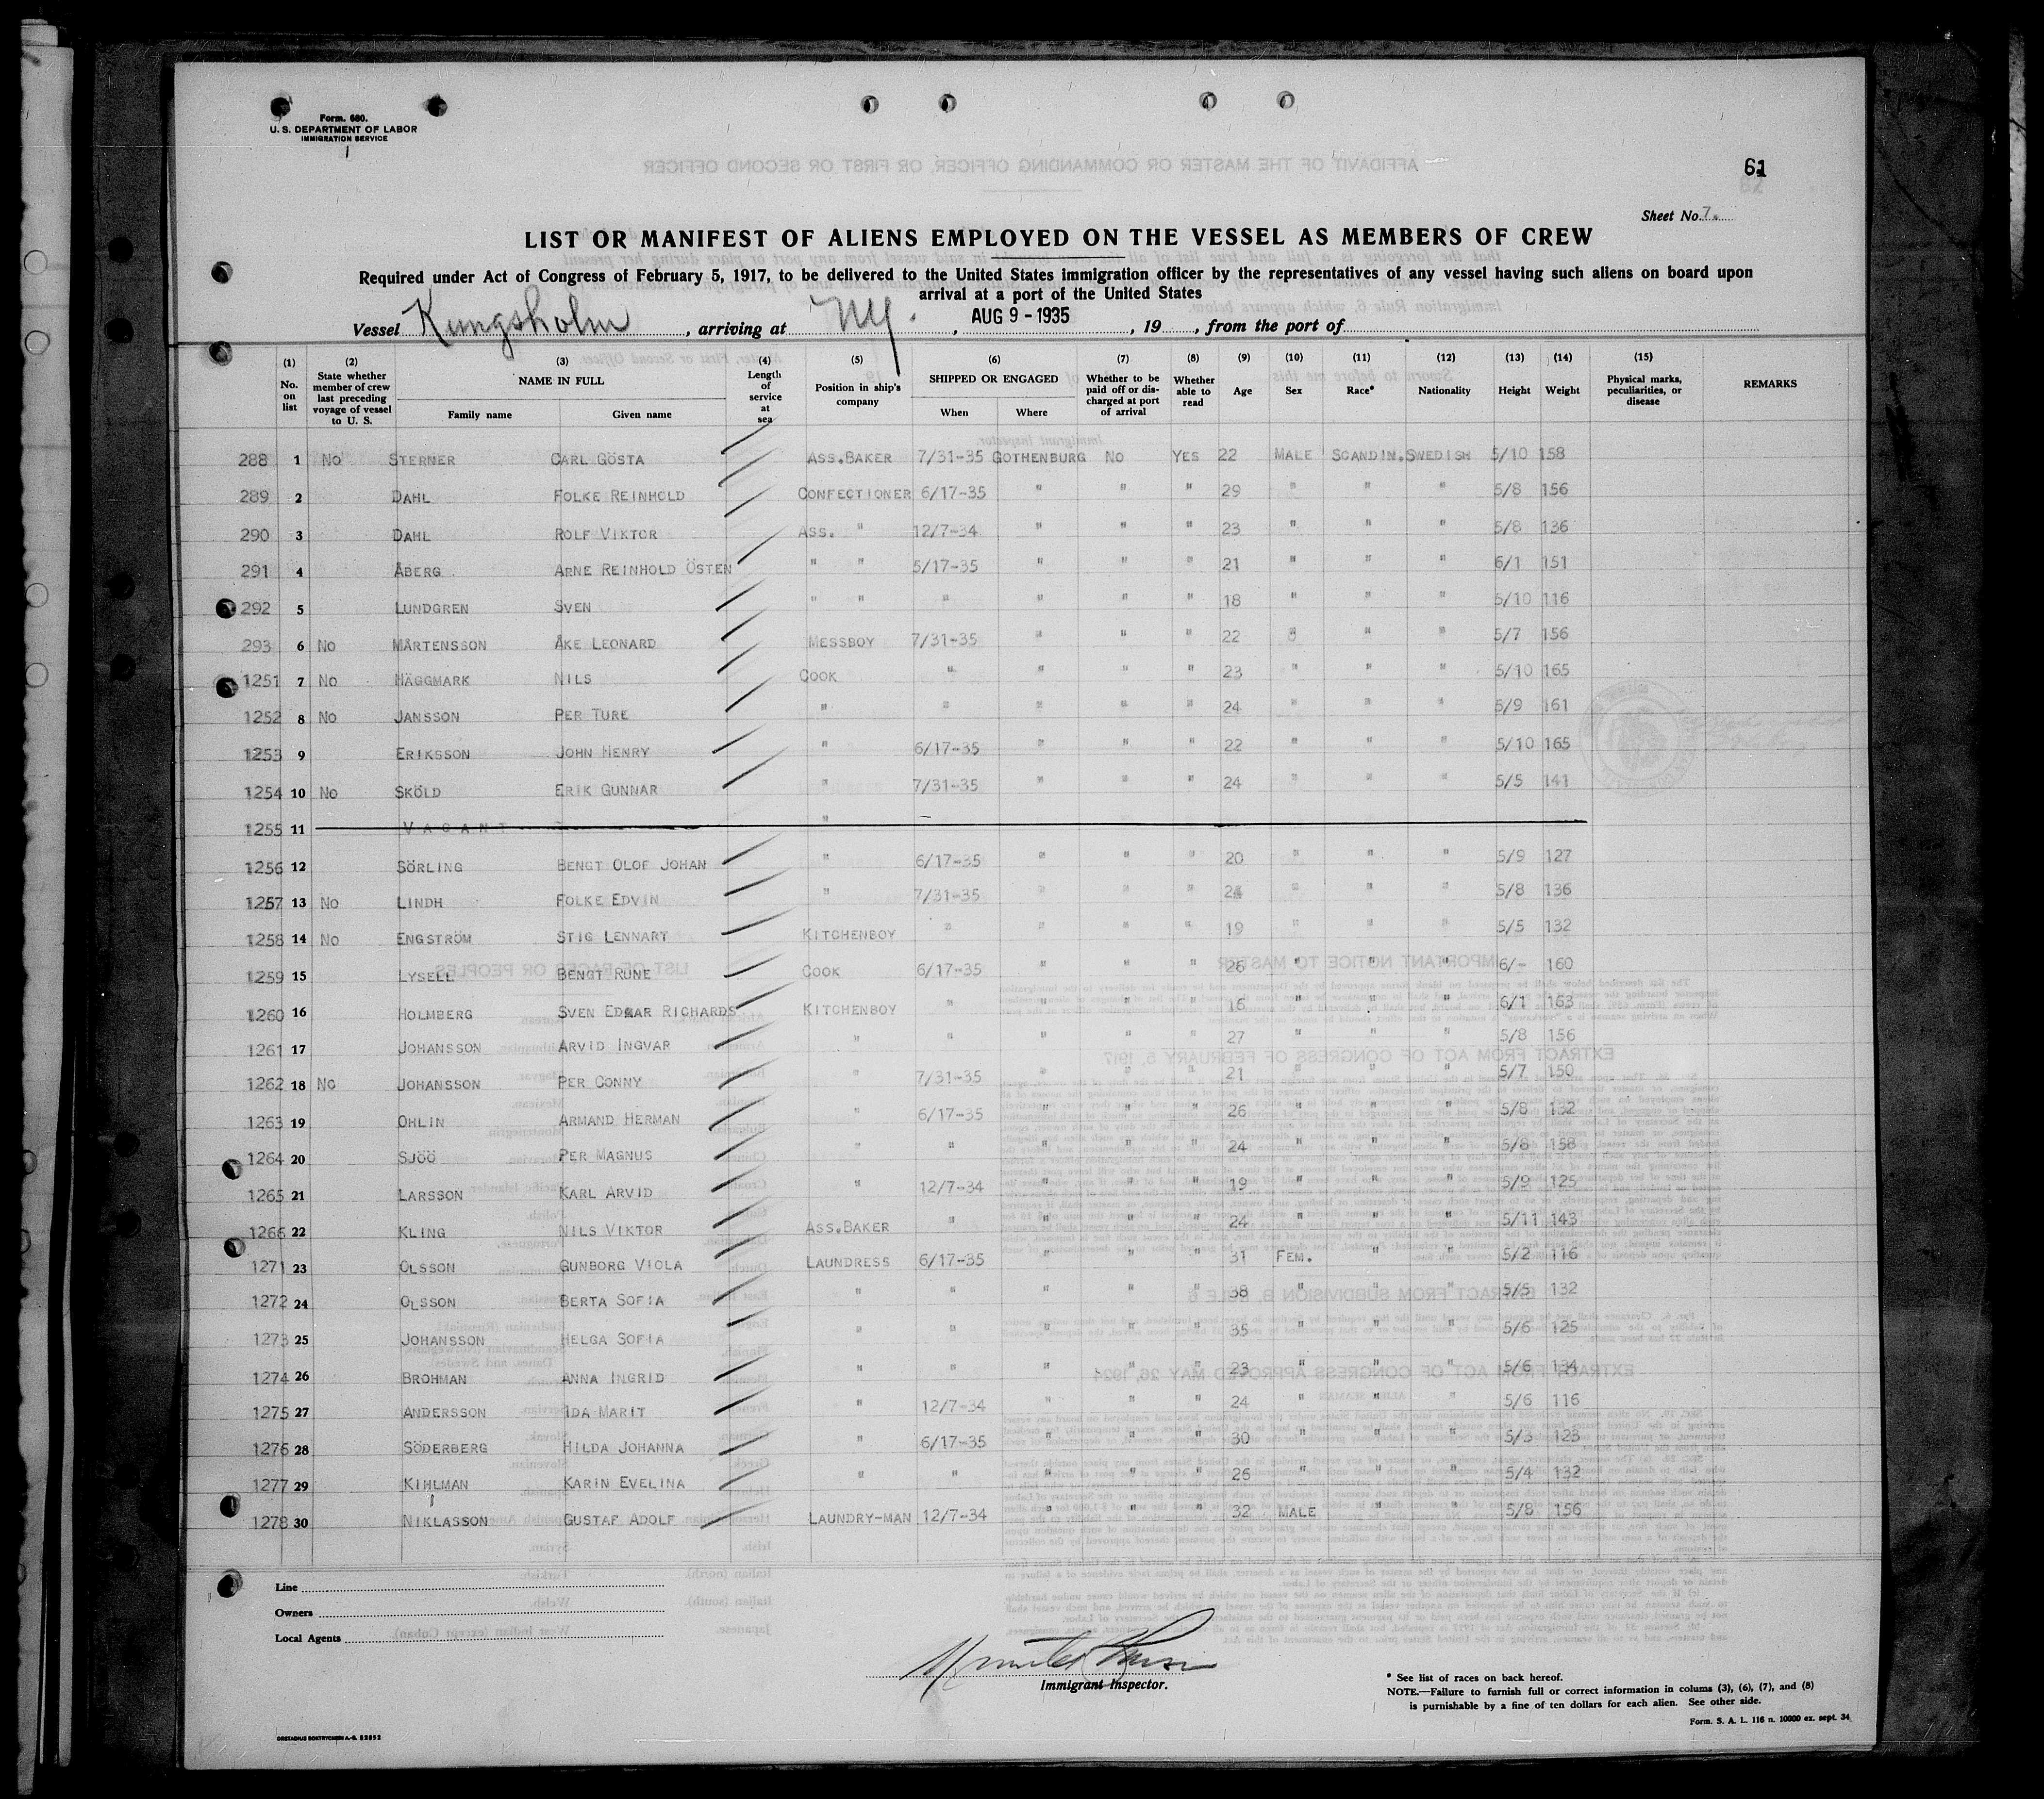 Form. 680.
U. S. DEPARTMENT OF LABOR
IMMIGRATION SERVICE
1
61
Sheet No. 7.
LIST OR MANIFEST OF ALIENS EMPLOYED ON THE VESSEL AS MEMBERS OF CREW
Required under Act of Congress of February 5, 1917, to be delivered to the United States immigration officer by the representatives of any vessel having such aliens on board upon
arrival at a port of the United States
Vessel Kungsholm, arriving at NY., AUG 9 - 1935, 19 , from the port of
(1) No. on list (2) State whether member of crew last preceding voyage of vessel to U. S. (3) NAME IN FULL Family name Given name (4) Length of service at sea (5) Position in ship's company (6) SHIPPED OR ENGAGED When Where (7) Whether to be paid off or discharged at port of arrival (8) Whether able to read (9) Age (10) Sex (11) Race* (12) Nationality (13) Height (14) Weight (15) Physical marks, peculiarities, or disease REMARKS
288 1 No STERNER CARL GÖSTA ASS.BAKER 7/31-35 GOTHENBURG No YES 22 MALE SCANDIN. SWEDISH 5/10 158
289 2 DAHL FOLKE REINHOLD CONFECTIONER 6/17-35 " " " 29 " " " 5/8 156
290 3 DAHL ROLF VIKTOR ASS. " 12/7-34 " " " 23 " " " 5/8 136
291 4 ÅBERG ARNE REINHOLD ÖSTEN " " 5/17-35 " " " 21 " " " 6/1 151
292 5 LUNDGREN SVEN " " " " " " 18 " " " 5/10 116
293 6 No MÅRTENSSON ÅKE LEONARD MESSBOY 7/31-35 " " " 22 " " " 5/7 156
1251 7 No HÄGGMARK NILS COOK " " " " 23 " " " 5/10 165
1252 8 No JANSSON PER TURE " " " " " 24 " " " 5/9 161
1253 9 ERIKSSON JOHN HENRY " 6/17-35 " " " 22 " " " 5/10 165
1254 10 No SKÖLD ERIK GUNNAR " 7/31-35 " " " 24 " " " 5/5 141
1255 11 VACANT "
1256 12 SÖRLING BENGT OLOF JOHAN " 6/17-35 " " " 20 " " " 5/9 127
1257 13 No LINDH FOLKE EDVIN " 7/31-35 " " " 24 " " " 5/8 136
1258 14 No ENGSTRÖM STIG LENNART KITCHENBOY " " " " 19 " " " 5/5 132
1259 15 LYSELL BENGT RUNE COOK 6/17-35 " " " 26 " " " 6/- 160
1260 16 HOLMBERG SVEN EDGAR RICHARDS KITCHENBOY " " " " 16 " " " 6/1 163
1261 17 JOHANSSON ARVID INGVAR " " " " " 27 " " " 5/8 156
1262 18 No JOHANSSON PER CONNY " 7/31-35 " " " 21 " " " 5/7 150
1263 19 OHLIN ARMAND HERMAN " 6/17-35 " " " 26 " " " 5/8 132
1264 20 SJÖÖ PER MAGNUS " " " " " 24 " " " 5/8 158
1265 21 LARSSON KARL ARVID " 12/7-34 " " " 19 " " " 5/9 125
1266 22 KLING NILS VIKTOR ASS.BAKER " " " " 24 " " " 5/11 143
1271 23 OLSSON GUNBORG VIOLA LAUNDRESS 6/17-35 " " " 31 FEM. " " 5/2 116
1272 24 OLSSON BERTA SOFIA " " " " " 38 " " " 5/5 132
1273 25 JOHANSSON HELGA SOFIA " " " " " 35 " " " 5/6 125
1274 26 BROHMAN ANNA INGRID " " " " " 23 " " " 5/6 134
1275 27 ANDERSSON IDA MARIT " 12/7-34 " " " 24 " " " 5/6 116
1276 28 SÖDERBERG HILDA JOHANNA " 6/17-35 " " " 30 " " " 5/3 123
1277 29 KIHLMAN KARIN EVELINA " " " " " 26 " " " 5/4 132
1278 30 NIKLASSON GUSTAF ADOLF LAUNDRY-MAN 12/7-34 " " " 32 MALE " " 5/8 156
Line
Owners
Local Agents
Immigrant Inspector.
* See list of races on back hereof.
NOTE.—Failure to furnish full or correct information in colums (3), (6), (7), and (8)
is punishable by a fine of ten dollars for each alien. See other side.
Form. S. A. L. 116 n. 10000 ex. sept. 34